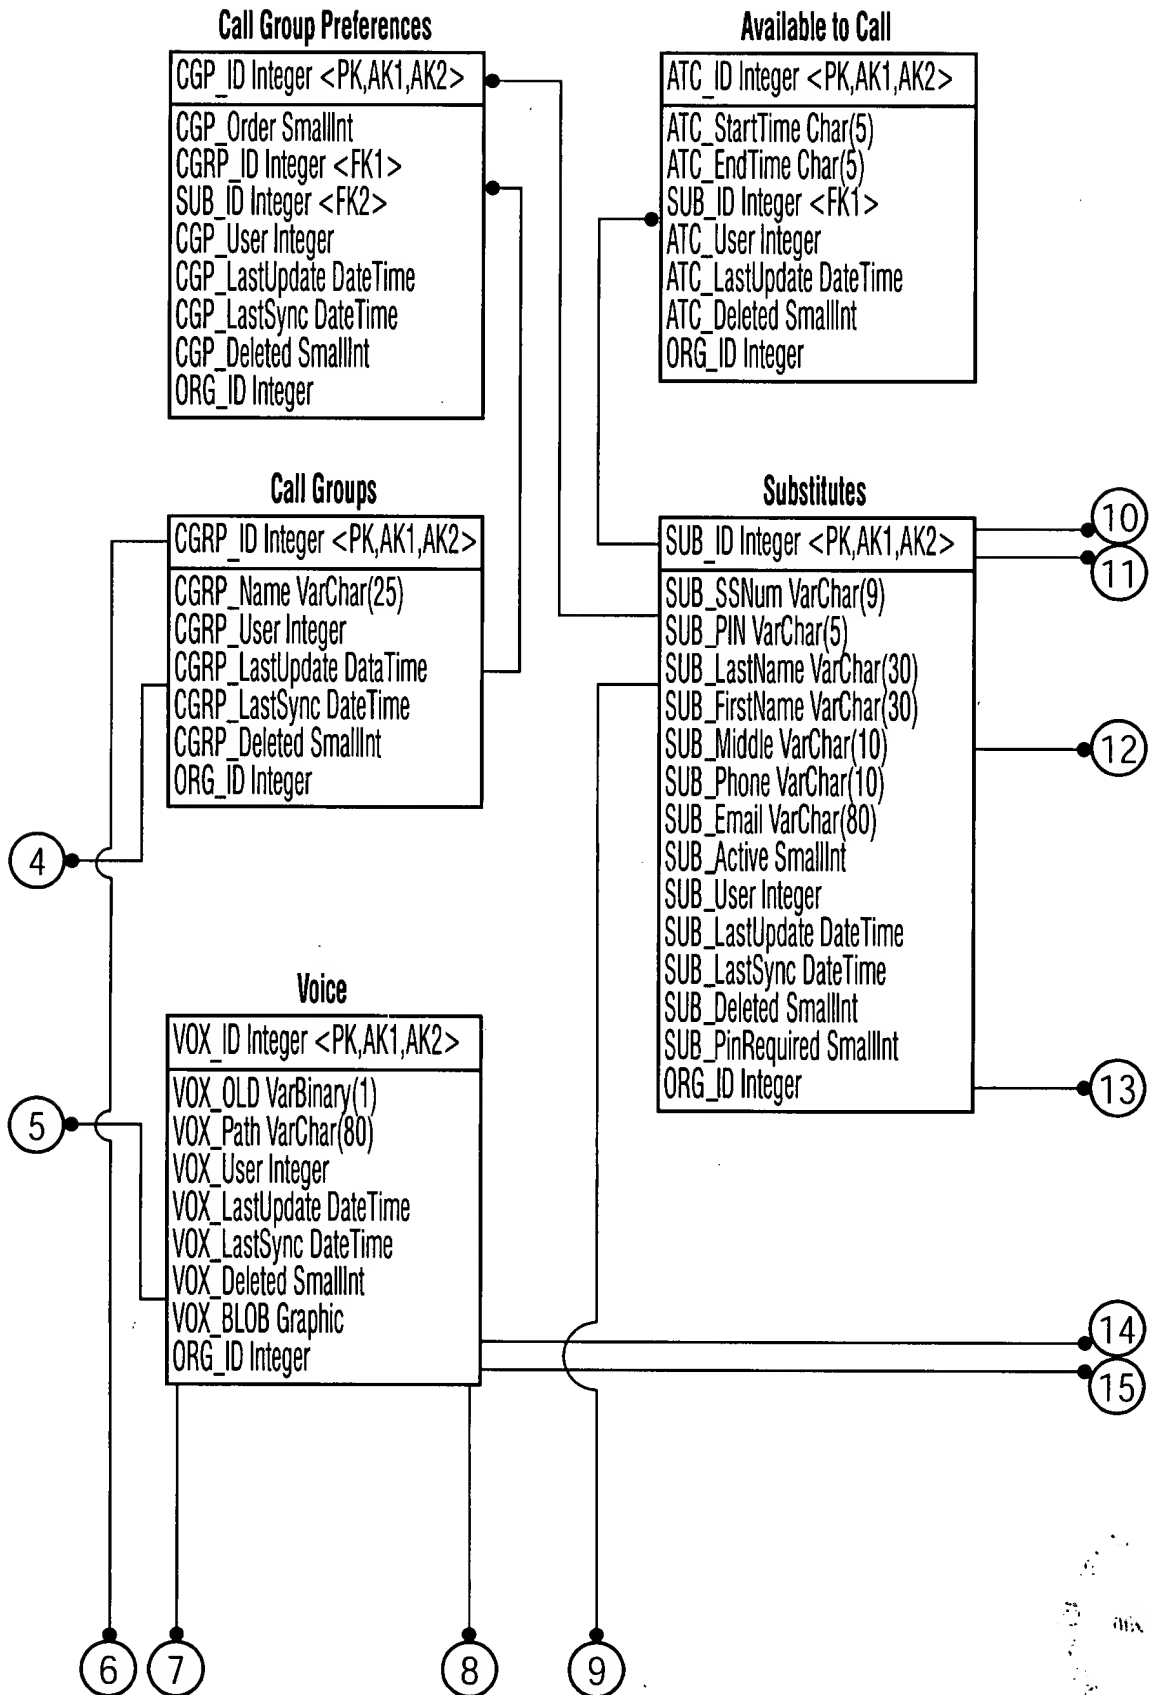 Call Group Preferences
CGP_ID Integer <PK,AK1,AK2>
CGP_Order SmallInt
CGRP_ID Integer <FK1>
SUB_ID Integer <FK2>
CGP_User Integer
CGP_LastUpdate DateTime
CGP_LastSync DateTime
CGP_Deleted SmallInt
ORG_ID Integer
Available to Call
ATC_ID Integer <PK,AK1,AK2>
ATC_StartTime Char(5)
ATC_EndTime Char(5)
SUB_ID Integer <FK1>
ATC_User Integer
ATC_LastUpdate DateTime
ATC_Deleted SmallInt
ORG_ID Integer
Call Groups
CGRP_ID Integer <PK,AK1,AK2>
CGRP_Name VarChar(25)
CGRP_User Integer
CGRP_LastUpdate DataTime
CGRP_LastSync DateTime
CGRP_Deleted SmallInt
ORG_ID Integer
Substitutes
SUB_ID Integer <PK,AK1,AK2>
SUB_SSNum VarChar(9)
SUB_PIN VarChar(5)
SUB_LastName VarChar(30)
SUB_FirstName VarChar(30)
SUB_Middle VarChar(10)
SUB_Phone VarChar(10)
SUB_Email VarChar(80)
SUB_Active SmallInt
SUB_User Integer
SUB_LastUpdate DateTime
SUB_LastSync DateTime
SUB_Deleted SmallInt
SUB_PinRequired SmallInt
ORG_ID Integer
10
11
12
13
4
Voice
VOX_ID Integer <PK,AK1,AK2>
VOX_OLD VarBinary(1)
VOX_Path VarChar(80)
VOX_User Integer
VOX_LastUpdate DateTime
VOX_LastSync DateTime
VOX_Deleted SmallInt
VOX_BLOB Graphic
ORG_ID Integer
5
14
15
6
7
8
9